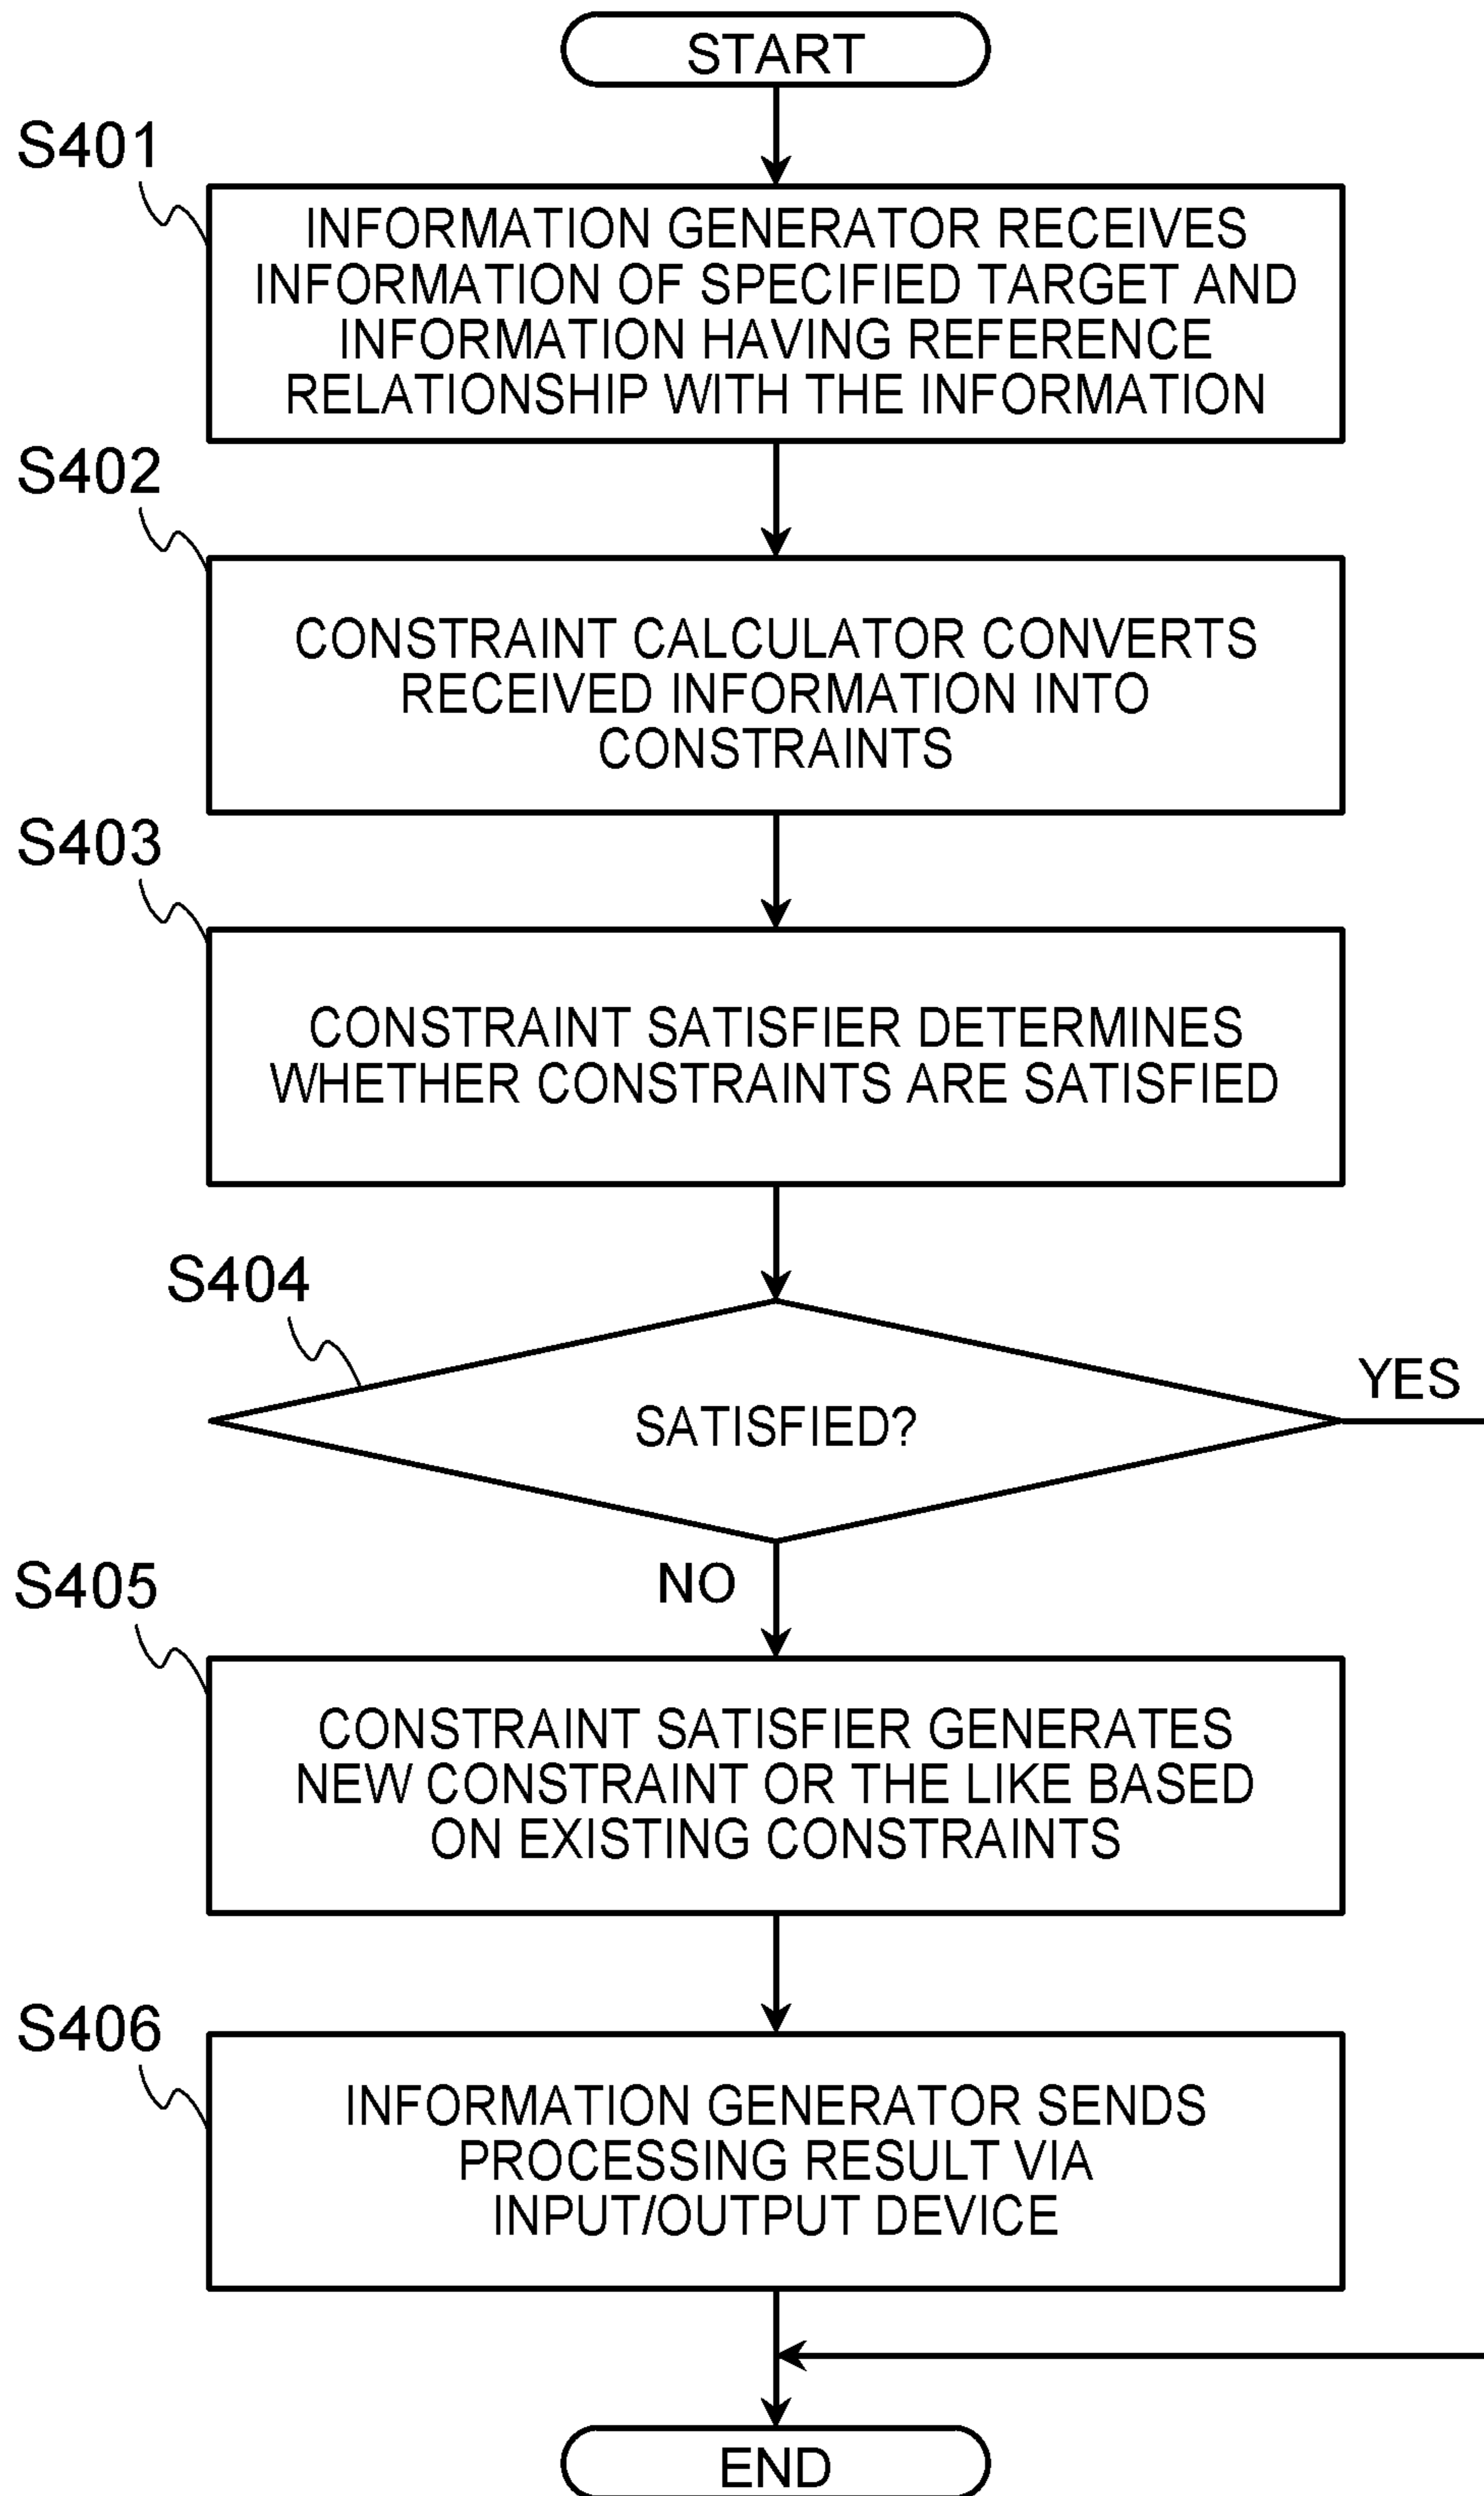 START
S401
INFORMATION GENERATOR RECEIVES
INFORMATION OF SPECIFIED TARGET AND
INFORMATION HAVING REFERENCE
RELATIONSHIP WITH THE INFORMATION
S402
CONSTRAINT CALCULATOR CONVERTS
RECEIVED INFORMATION INTO
CONSTRAINTS
S403
CONSTRAINT SATISFIER DETERMINES
WHETHER CONSTRAINTS ARE SATISFIED
S404
SATISFIED?
YES
NO
S405
CONSTRAINT SATISFIER GENERATES
NEW CONSTRAINT OR THE LIKE BASED
ON EXISTING CONSTRAINTS
S406
INFORMATION GENERATOR SENDS
PROCESSING RESULT VIA
INPUT/OUTPUT DEVICE
END